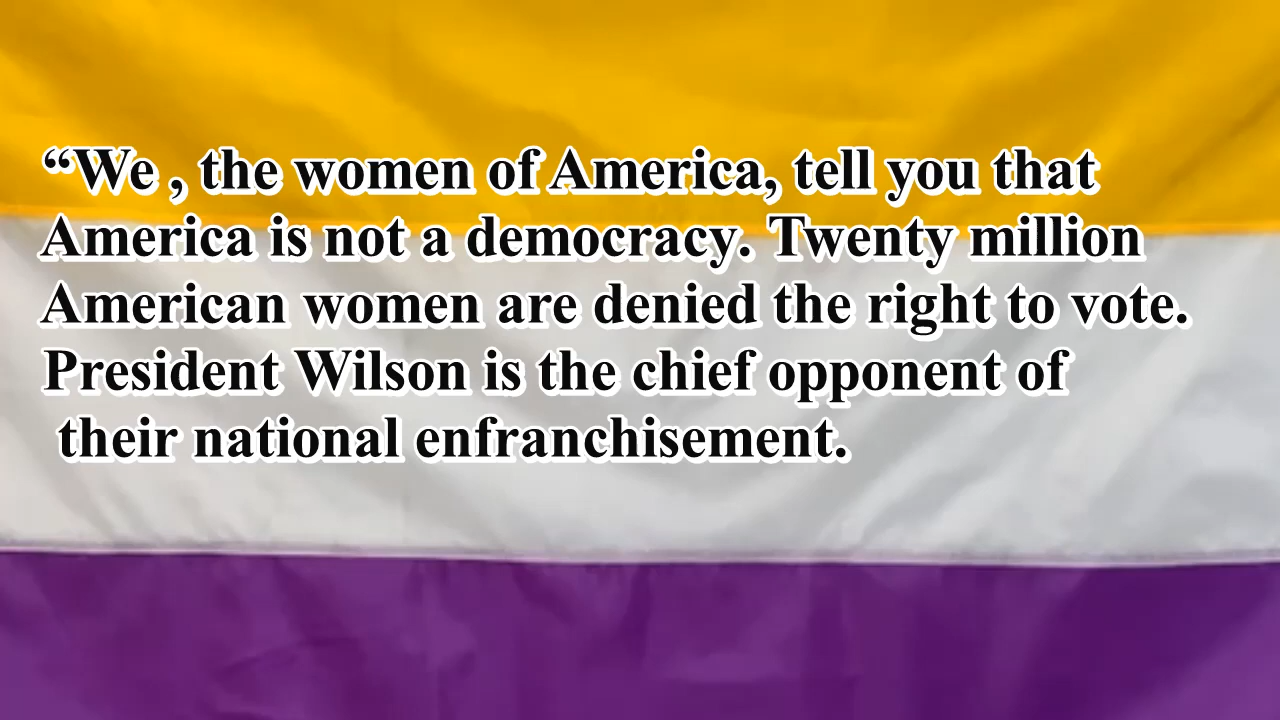 “We , the women of America, tell you that
America is not a democracy. Twenty million
American women are denied the right to vote.
President Wilson is the chief opponent of
their national enfranchisement.